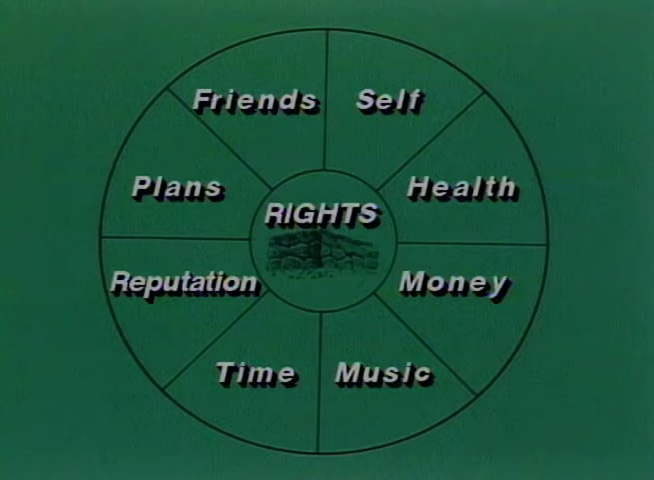 Friends
Self
Plans
Health
RIGHTS
Reputation
Money
Time
Music